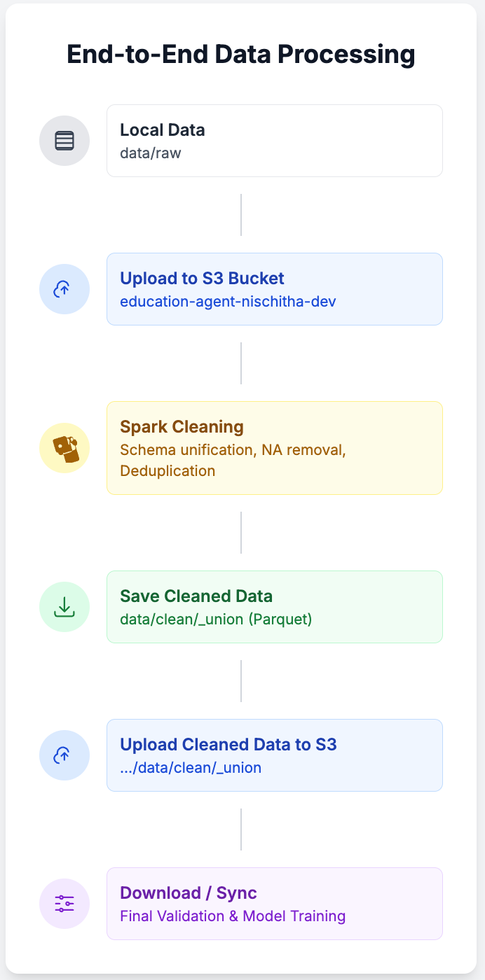 End-to-End Data Processing
Local Data
data/raw
Upload to S3 Bucket
education-agent-nischitha-dev
Spark Cleaning
Schema unification, NA removal,
Deduplication
Save Cleaned Data
data/clean/_union (Parquet)
Upload Cleaned Data to S3
.../data/clean/_union
Download / Sync
Final Validation & Model Training